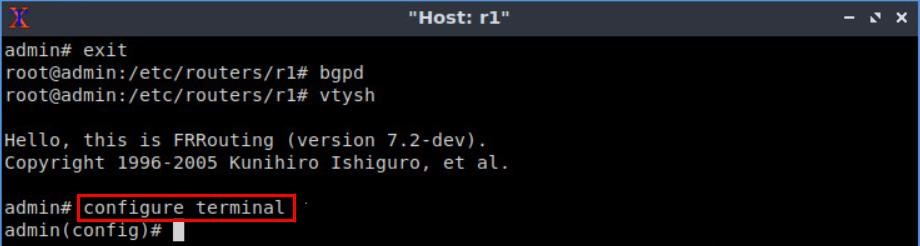 "Host: r1"
admin# exit
root@admin:/etc/routers/r1# bgpd
root@admin:/etc/routers/r1# vtysh
Hello, this is FRRouting (version 7.2-dev).
Copyright 1996-2005 Kunihiro Ishiguro, et al.
admin# configure terminal
admin(config)#